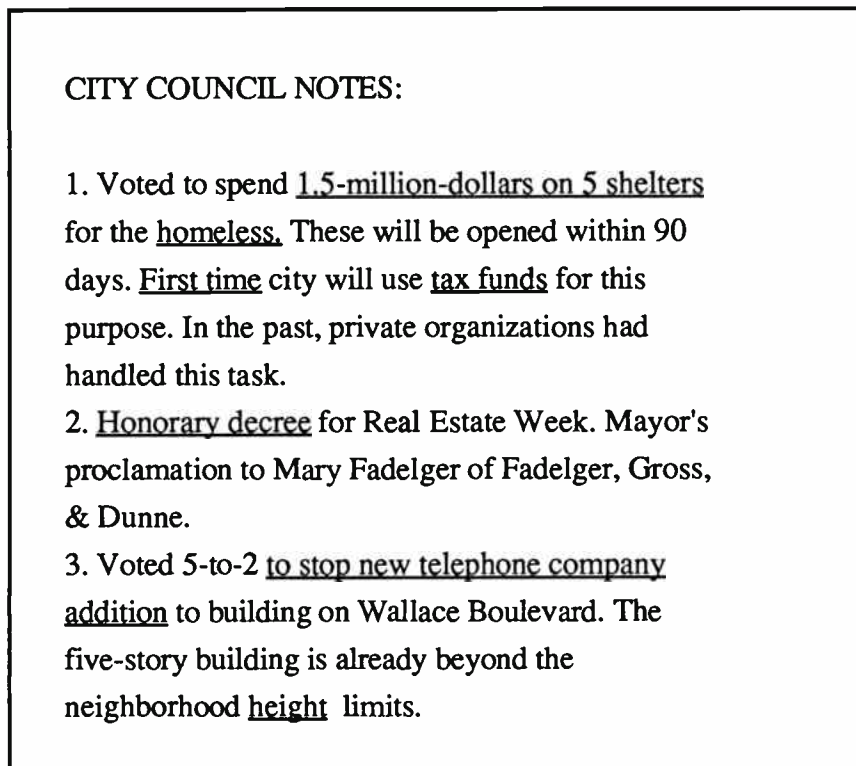 CITY COUNCIL NOTES:
1. Voted to spend 1.5-million-dollars on 5 shelters
for the homeless. These will be opened within 90
days. First time city will use tax funds for this
purpose. In the past, private organizations had
handled this task.
2. Honorary decree for Real Estate Week. Mayor's
proclamation to Mary Fadelger of Fadelger, Gross,
& Dunne.
3. Voted 5-to-2 to stop new telephone company
addition to building on Wallace Boulevard. The
five-story building is already beyond the
neighborhood height limits.